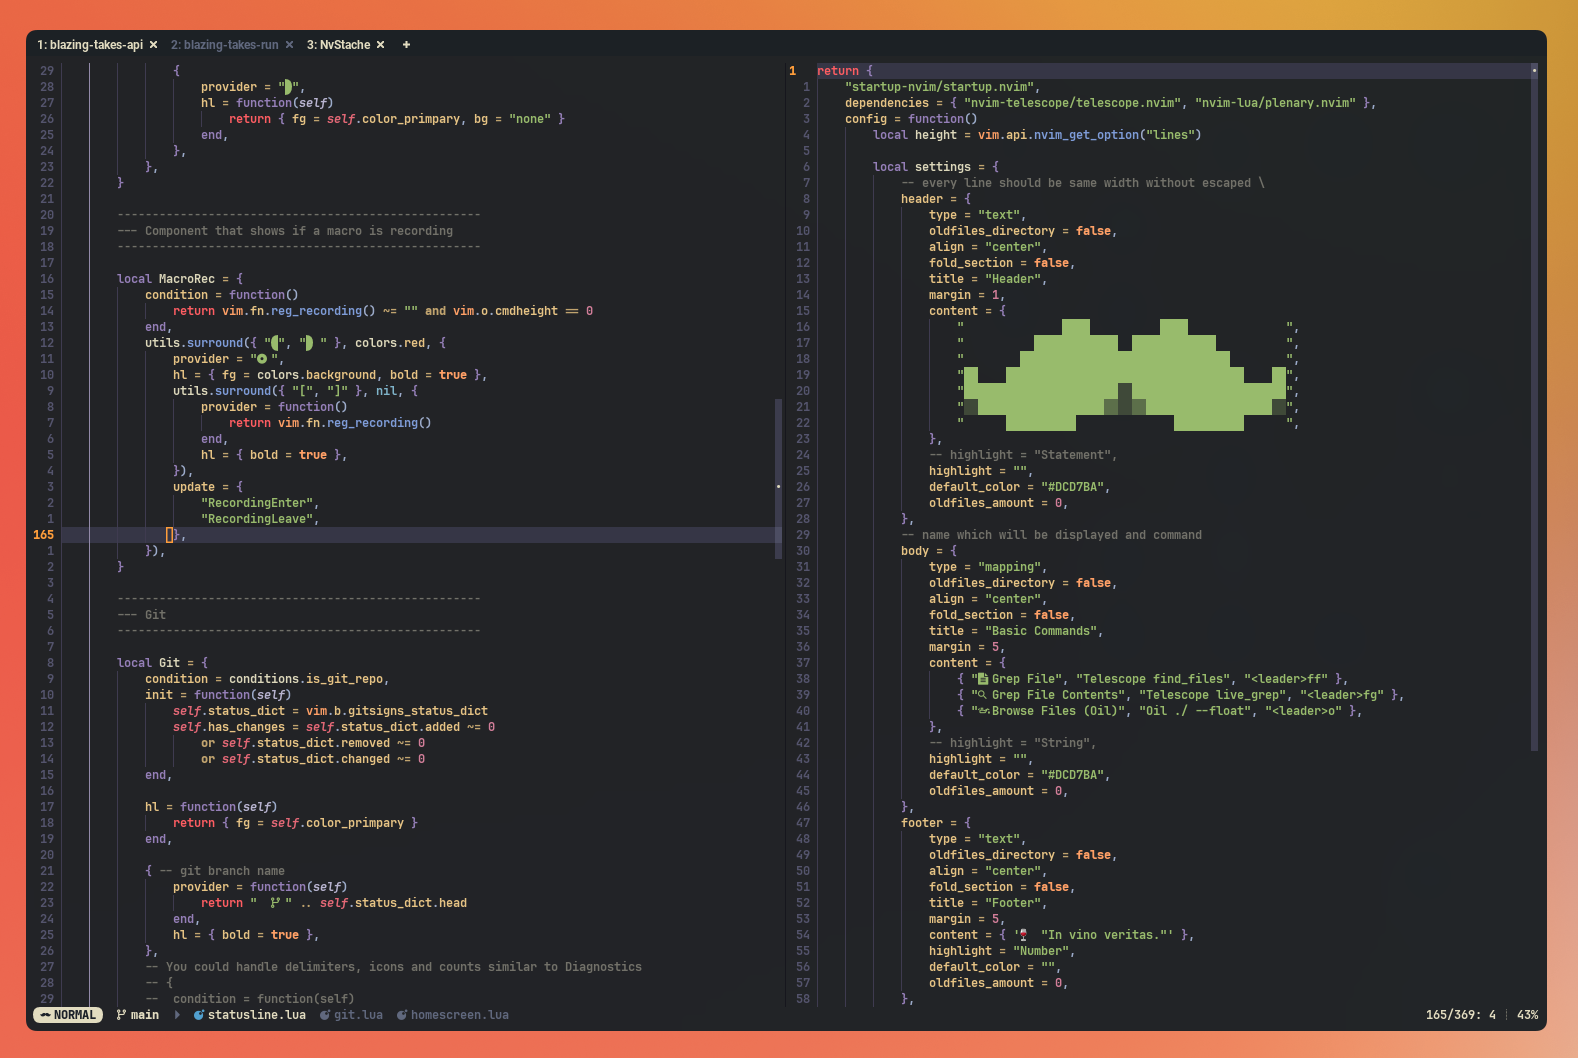 1: blazing-takes-api × 2: blazing-takes-run × 3: NvStache × +
29 {
28 provider = "",
27 hl = function(self)
26 return { fg = self.color_primpary, bg = "none" }
25 end,
24 },
23 },
22 }
21
20 ----------------------------------------------------
19 --- Component that shows if a macro is recording
18 ----------------------------------------------------
17
16 local MacroRec = {
15 condition = function()
14 return vim.fn.reg_recording() ~= "" and vim.o.cmdheight == 0
13 end,
12 utils.surround({ "", " " }, colors.red, {
11 provider = " ",
10 hl = { fg = colors.background, bold = true },
9 utils.surround({ "[", "]" }, nil, {
8 provider = function()
7 return vim.fn.reg_recording()
6 end,
5 hl = { bold = true },
4 }),
3 update = {
2 "RecordingEnter",
1 "RecordingLeave",
165 },
1 }),
2 }
3
4 ----------------------------------------------------
5 --- Git
6 ----------------------------------------------------
7
8 local Git = {
9 condition = conditions.is_git_repo,
10 init = function(self)
11 self.status_dict = vim.b.gitsigns_status_dict
12 self.has_changes = self.status_dict.added ~= 0
13 or self.status_dict.removed ~= 0
14 or self.status_dict.changed ~= 0
15 end,
16
17 hl = function(self)
18 return { fg = self.color_primpary }
19 end,
20
21 { -- git branch name
22 provider = function(self)
23 return "  " .. self.status_dict.head
24 end,
25 hl = { bold = true },
26 },
27 -- You could handle delimiters, icons and counts similar to Diagnostics
28 -- {
29 --  condition = function(self)
1 return {
1 "startup-nvim/startup.nvim",
2 dependencies = { "nvim-telescope/telescope.nvim", "nvim-lua/plenary.nvim" },
3 config = function()
4 local height = vim.api.nvim_get_option("lines")
5
6 local settings = {
7 -- every line should be same width without escaped \
8 header = {
9 type = "text",
10 oldfiles_directory = false,
11 align = "center",
12 fold_section = false,
13 title = "Header",
14 margin = 1,
15 content = {
16 " ",
17 " ",
18 " ",
19 " ",
20 " ",
21 " ",
22 " ",
23 },
24 -- highlight = "Statement",
25 highlight = "",
26 default_color = "#DCD7BA",
27 oldfiles_amount = 0,
28 },
29 -- name which will be displayed and command
30 body = {
31 type = "mapping",
32 oldfiles_directory = false,
33 align = "center",
34 fold_section = false,
35 title = "Basic Commands",
36 margin = 5,
37 content = {
38 { " Grep File", "Telescope find_files", "<leader>ff" },
39 { " Grep File Contents", "Telescope live_grep", "<leader>fg" },
40 { " Browse Files (Oil)", "Oil ./ --float", "<leader>o" },
41 },
42 -- highlight = "String",
43 highlight = "",
44 default_color = "#DCD7BA",
45 oldfiles_amount = 0,
46 },
47 footer = {
48 type = "text",
49 oldfiles_directory = false,
50 align = "center",
51 fold_section = false,
52 title = "Footer",
53 margin = 5,
54 content = { '🍷 "In vino veritas."' },
55 highlight = "Number",
56 default_color = "",
57 oldfiles_amount = 0,
58 },
NORMAL main statusline.lua git.lua homescreen.lua 165/369: 4 43%